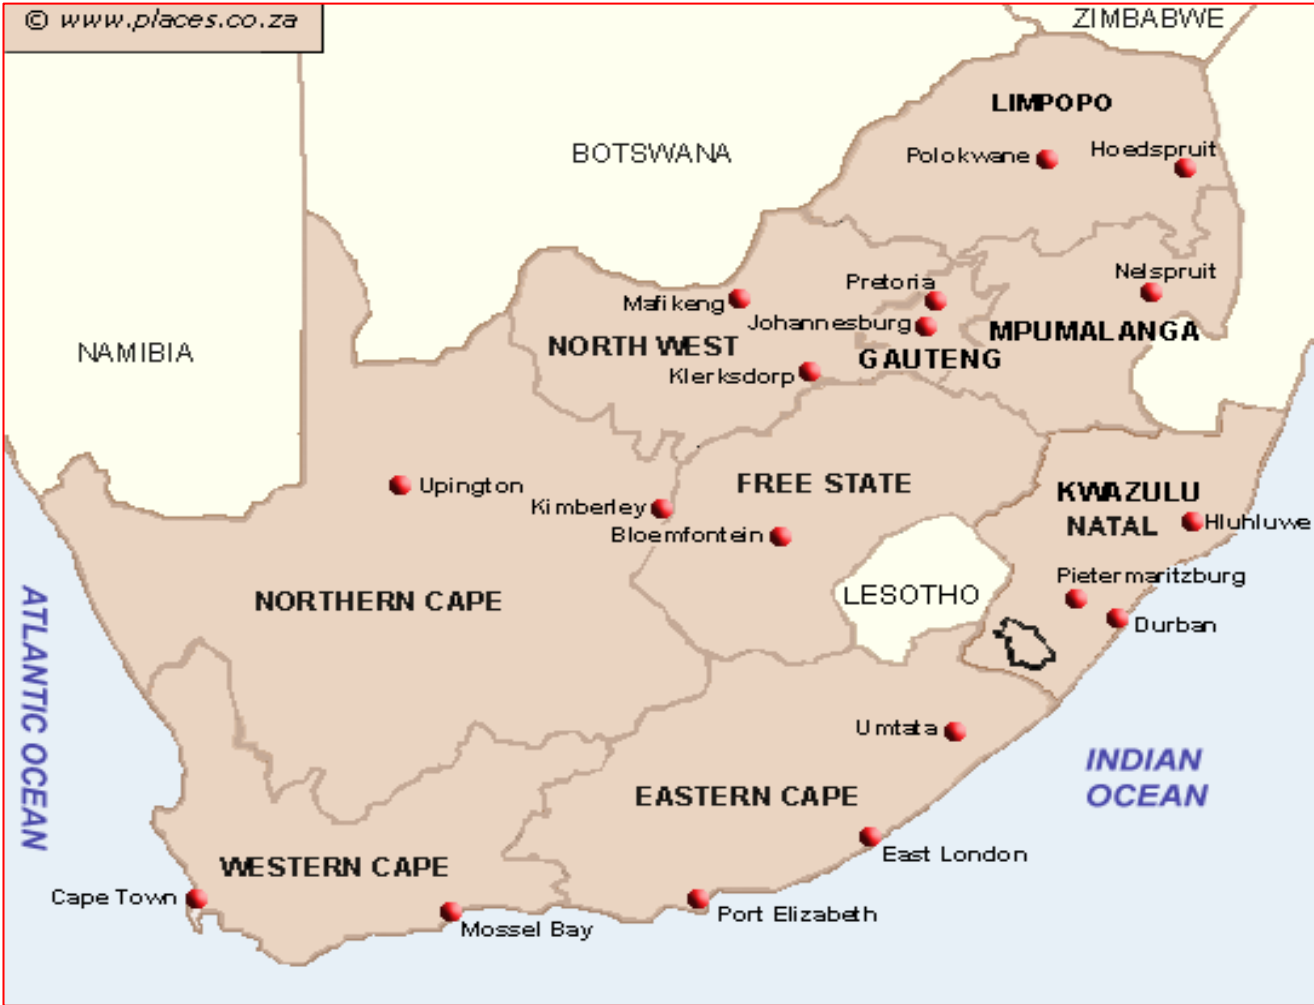 © www.places.co.za
ZIMBABWE
LIMPOPO
BOTSWANA
Polokwane
Hoedspruit
Nelspruit
Pretoria
Mafikeng
Johannesburg
MPUMALANGA
NAMIBIA
NORTH WEST
GAUTENG
Klerksdorp
Upington
FREE STATE
KWAZULU
NATAL
Kimberley
Hluhluwe
Bloemfontein
Pietermaritzburg
LESOTHO
NORTHERN CAPE
Durban
ATLANTIC OCEAN
Umtata
INDIAN
OCEAN
EASTERN CAPE
East London
WESTERN CAPE
Cape Town
Port Elizabeth
Mossel Bay